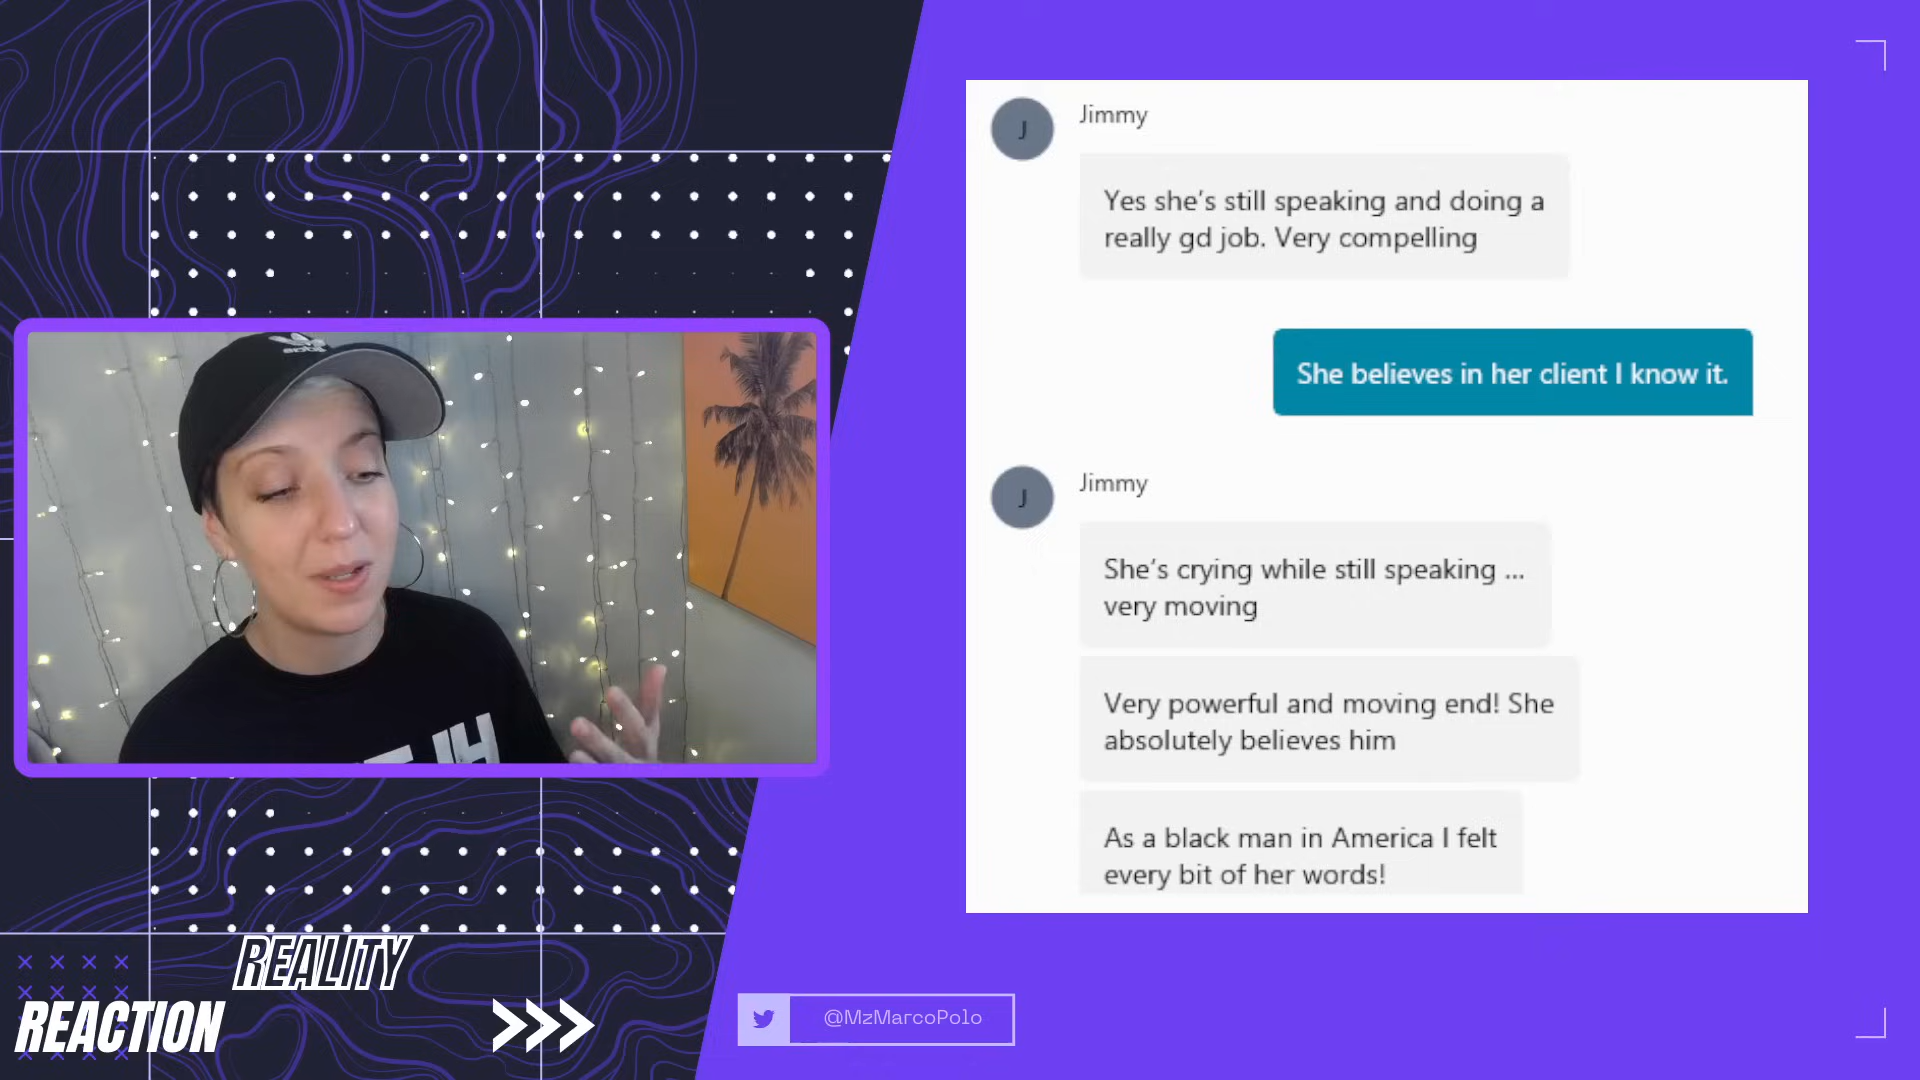 J
Jimmy
Yes she's still speaking and doing a
really gd job. Very compelling
She believes in her client I know it.
J
Jimmy
She's crying while still speaking ...
very moving
Very powerful and moving end! She
absolutely believes him
As a black man in America I felt
every bit of her words!
REALITY
REACTION
@MzMarcoPolo